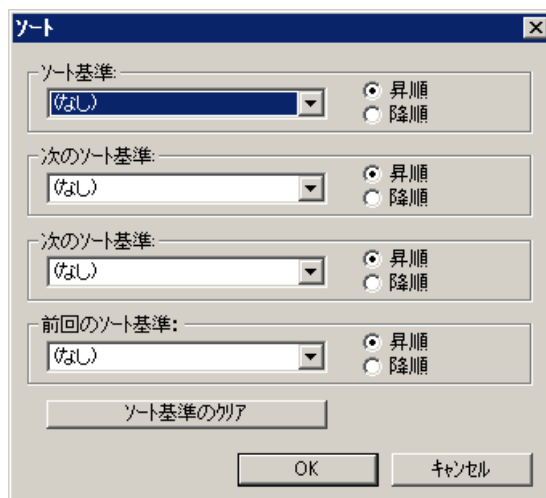 ソート
ソート基準:
(なし)
昇順
降順
次のソート基準:
(なし)
昇順
降順
次のソート基準:
(なし)
昇順
降順
前回のソート基準:
(なし)
昇順
降順
ソート基準のクリア
OK
キャンセル